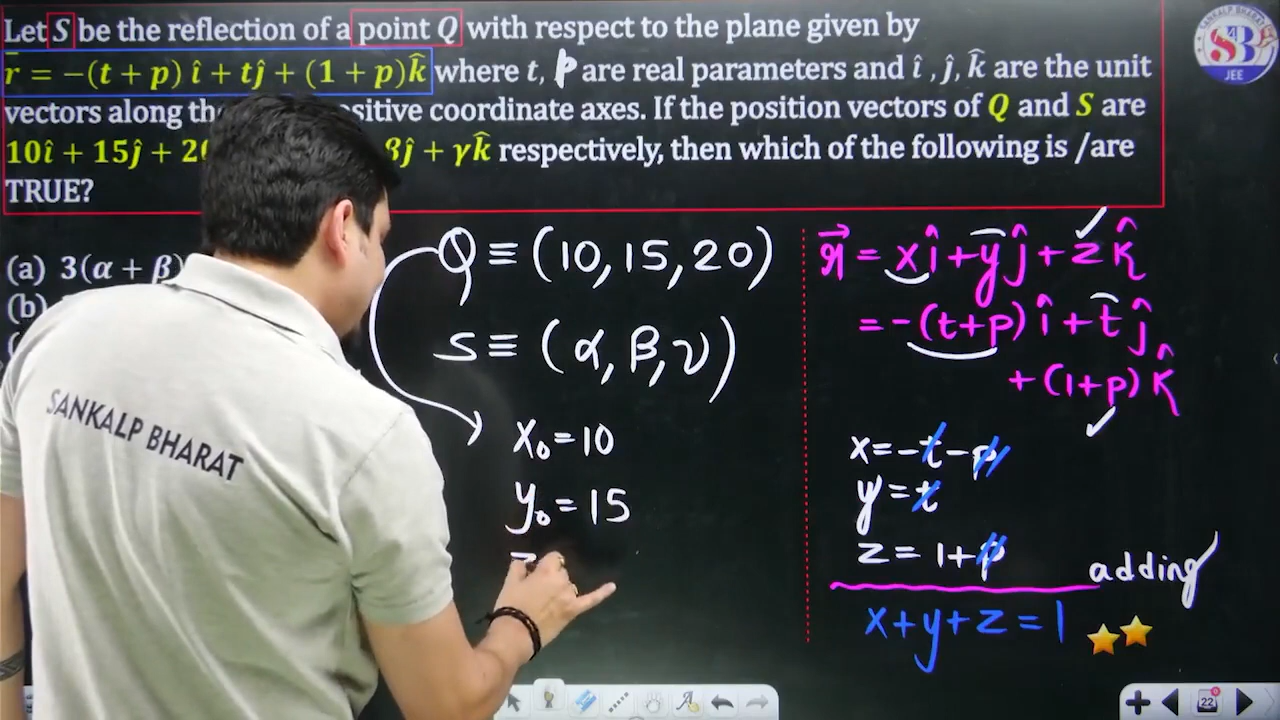 Let S be the reflection of a point Q with respect to the plane given by
r̄ = −(t + p) î + tĵ + (1 + p)k̂ where t, p are real parameters and î , ĵ, k̂ are the unit
vectors along th sitive coordinate axes. If the position vectors of Q and S are
10î + 15ĵ + 2 βĵ + γk̂ respectively, then which of the following is /are
TRUE?
(a) 3(α + β)
(b)
Q ≡ (10, 15, 20)
S ≡ (α, β, ν)
x₀ = 10
y₀ = 15
r⃗ = xî + yĵ + zk̂
= −(t+p) î + tĵ
+ (1+p) k̂
x = −t − p
y = t
z = 1 + p
adding
x + y + z = 1
SANKALP BHARAT
SANKALP BHARAT
SB
JEE
22